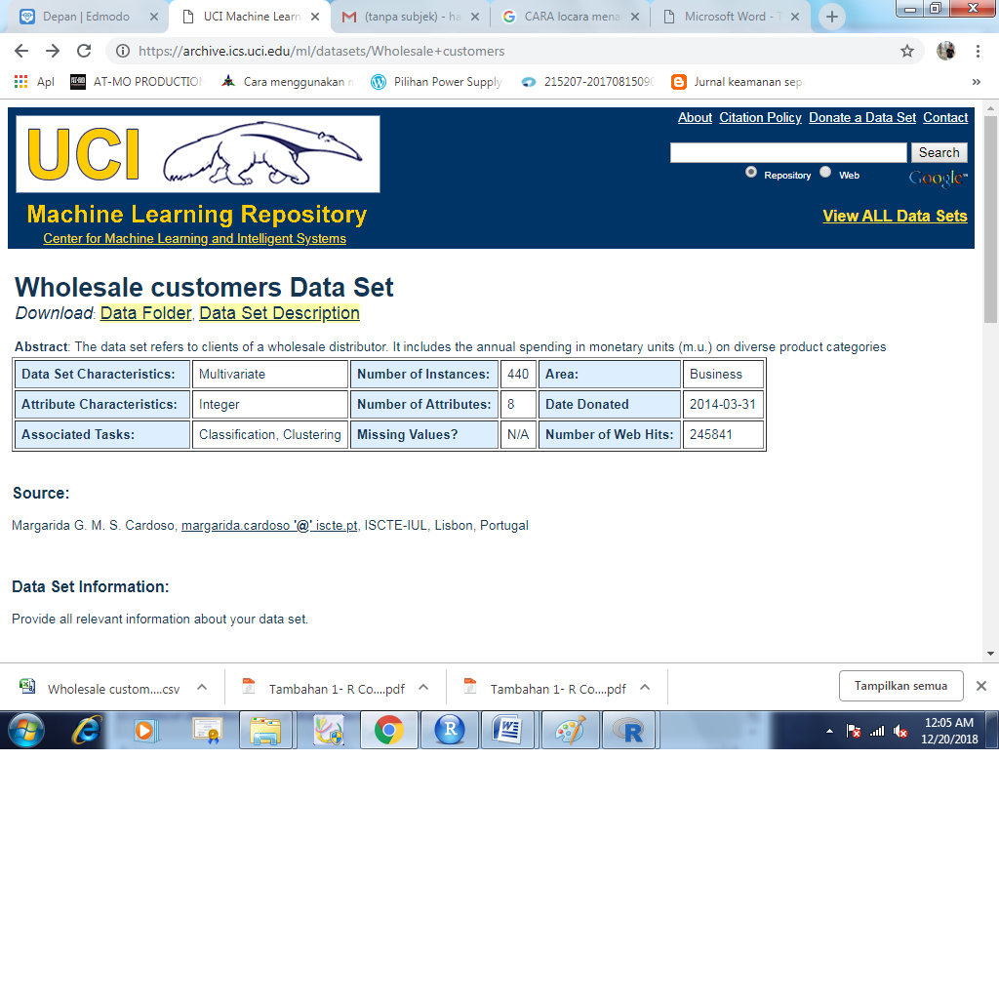 Depan | Edmodo
UCI Machine Learn
(tanpa subjek) - ha
CARA locara mena
Microsoft Word - T
https://archive.ics.uci.edu/ml/datasets/Wholesale+customers
Apl
AT-MO PRODUCTION
Cara menggunakan n
Pilihan Power Supply
215207-20170815090
Jurnal keamanan sep
»
UCI
About Citation Policy Donate a Data Set Contact
Search
Repository Web
Google™
Machine Learning Repository
View ALL Data Sets
Center for Machine Learning and Intelligent Systems
Wholesale customers Data Set
Download: Data Folder, Data Set Description
Abstract: The data set refers to clients of a wholesale distributor. It includes the annual spending in monetary units (m.u.) on diverse product categories
Data Set Characteristics: Multivariate Number of Instances: 440 Area: Business
Attribute Characteristics: Integer Number of Attributes: 8 Date Donated 2014-03-31
Associated Tasks: Classification, Clustering Missing Values? N/A Number of Web Hits: 245841
Source:
Margarida G. M. S. Cardoso, margarida.cardoso '@' iscte.pt, ISCTE-IUL, Lisbon, Portugal
Data Set Information:
Provide all relevant information about your data set.
Wholesale custom....csv
Tambahan 1- R Co....pdf
Tambahan 1- R Co....pdf
Tampilkan semua
12:05 AM
12/20/2018